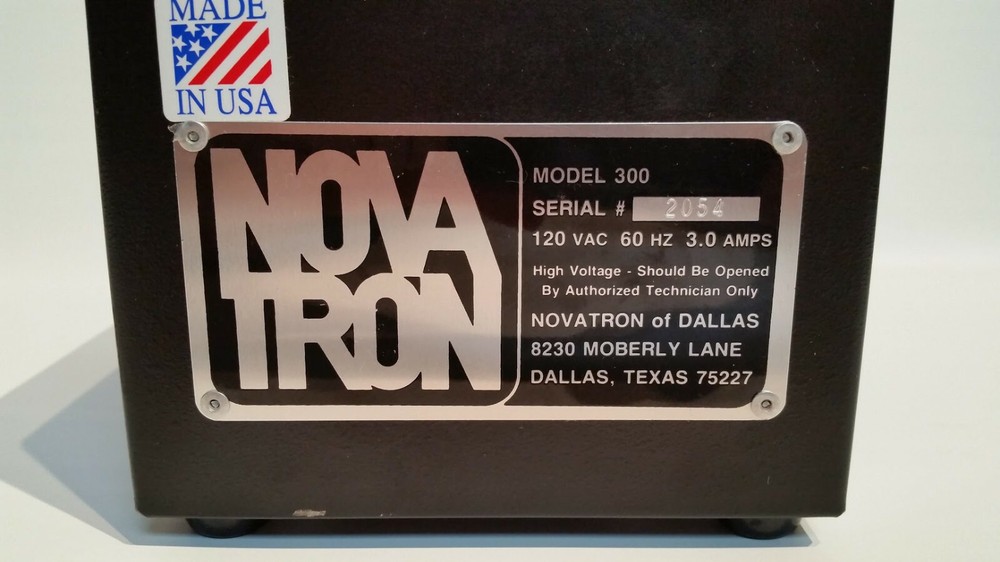 MADE
IN USA
NOVA
TRON
MODEL 300
SERIAL # 2054
120 VAC 60 HZ 3.0 AMPS
High Voltage - Should Be Opened
By Authorized Technician Only
NOVATRON of DALLAS
8230 MOBERLY LANE
DALLAS, TEXAS 75227